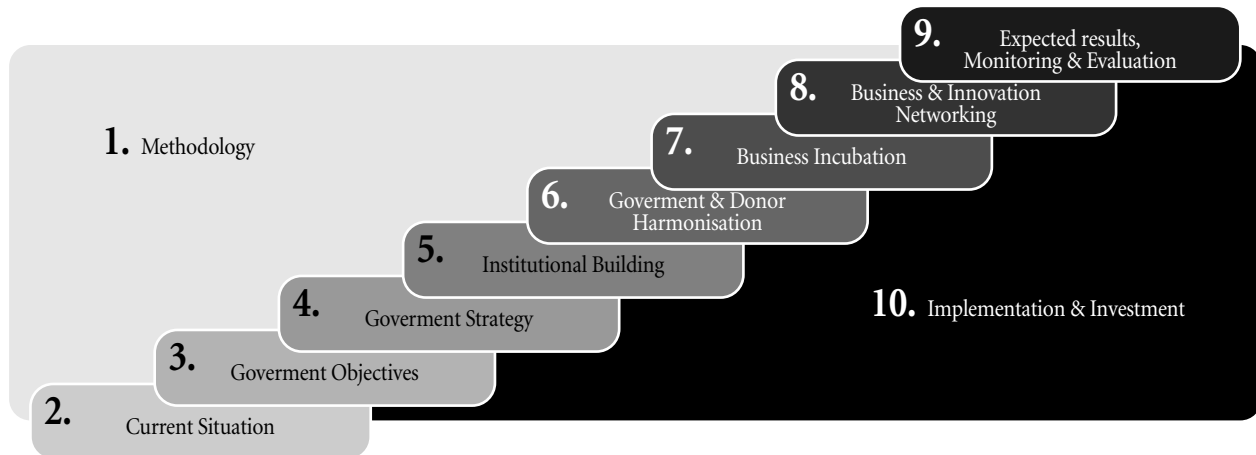 1. Methodology
2. Current Situation
3. Goverment Objectives
4. Goverment Strategy
5. Institutional Building
6. Goverment & Donor
Harmonisation
7. Business Incubation
8. Business & Innovation
Networking
9. Expected results,
Monitoring & Evaluation
10. Implementation & Investment